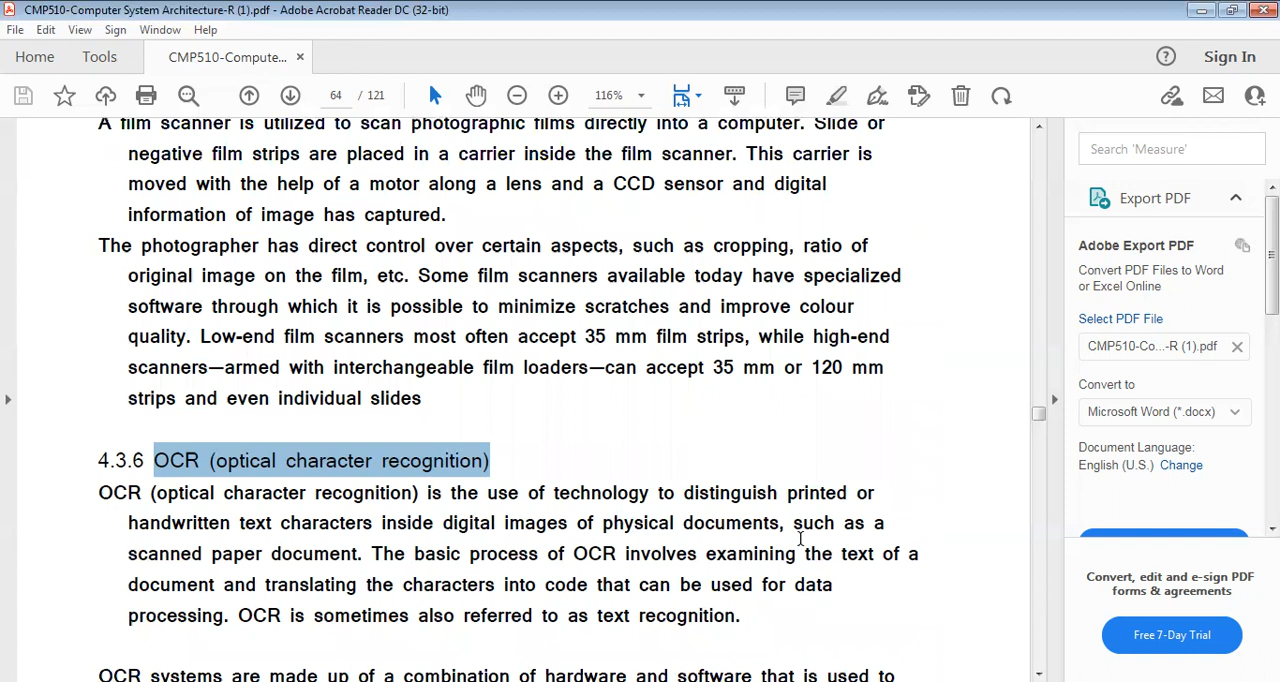 CMP510-Computer System Architecture-R (1).pdf - Adobe Acrobat Reader DC (32-bit)
File Edit View Sign Window Help
Home Tools CMP510-Compute... × Sign In
64 / 121 116%
A film scanner is utilized to scan photographic films directly into a computer. Slide or
negative film strips are placed in a carrier inside the film scanner. This carrier is
moved with the help of a motor along a lens and a CCD sensor and digital
information of image has captured.
The photographer has direct control over certain aspects, such as cropping, ratio of
original image on the film, etc. Some film scanners available today have specialized
software through which it is possible to minimize scratches and improve colour
quality. Low-end film scanners most often accept 35 mm film strips, while high-end
scanners—armed with interchangeable film loaders—can accept 35 mm or 120 mm
strips and even individual slides
4.3.6 OCR (optical character recognition)
OCR (optical character recognition) is the use of technology to distinguish printed or
handwritten text characters inside digital images of physical documents, such as a
scanned paper document. The basic process of OCR involves examining the text of a
document and translating the characters into code that can be used for data
processing. OCR is sometimes also referred to as text recognition.
OCR systems are made up of a combination of hardware and software that is used to
Search 'Measure'
Export PDF
Adobe Export PDF
Convert PDF Files to Word
or Excel Online
Select PDF File
CMP510-Co...-R (1).pdf
Convert to
Microsoft Word (*.docx)
Document Language:
English (U.S.) Change
Convert, edit and e-sign PDF
forms & agreements
Free 7-Day Trial